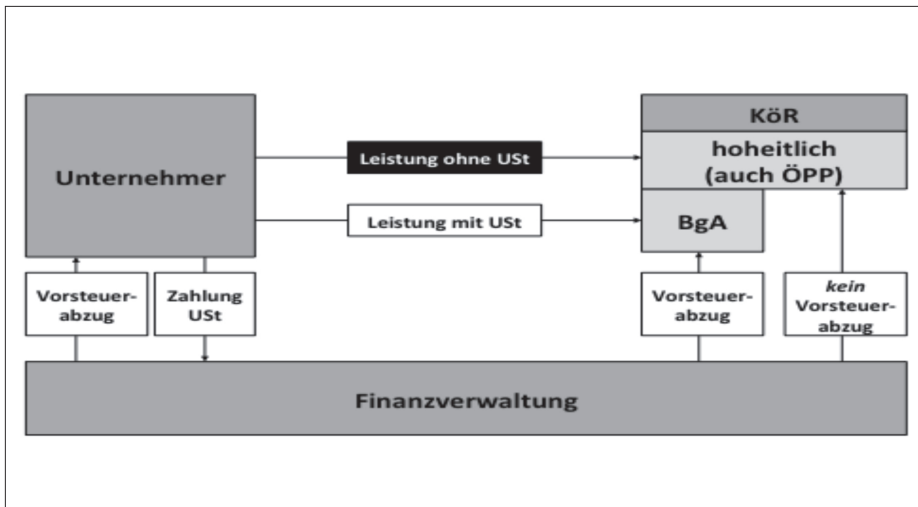 KöR
hoheitlich
(auch ÖPP)
Unternehmer
Leistung ohne USt
Leistung mit USt
BgA
Vorsteuer-
abzug
Zahlung
USt
Vorsteuer-
abzug
kein
Vorsteuer-
abzug
Finanzverwaltung